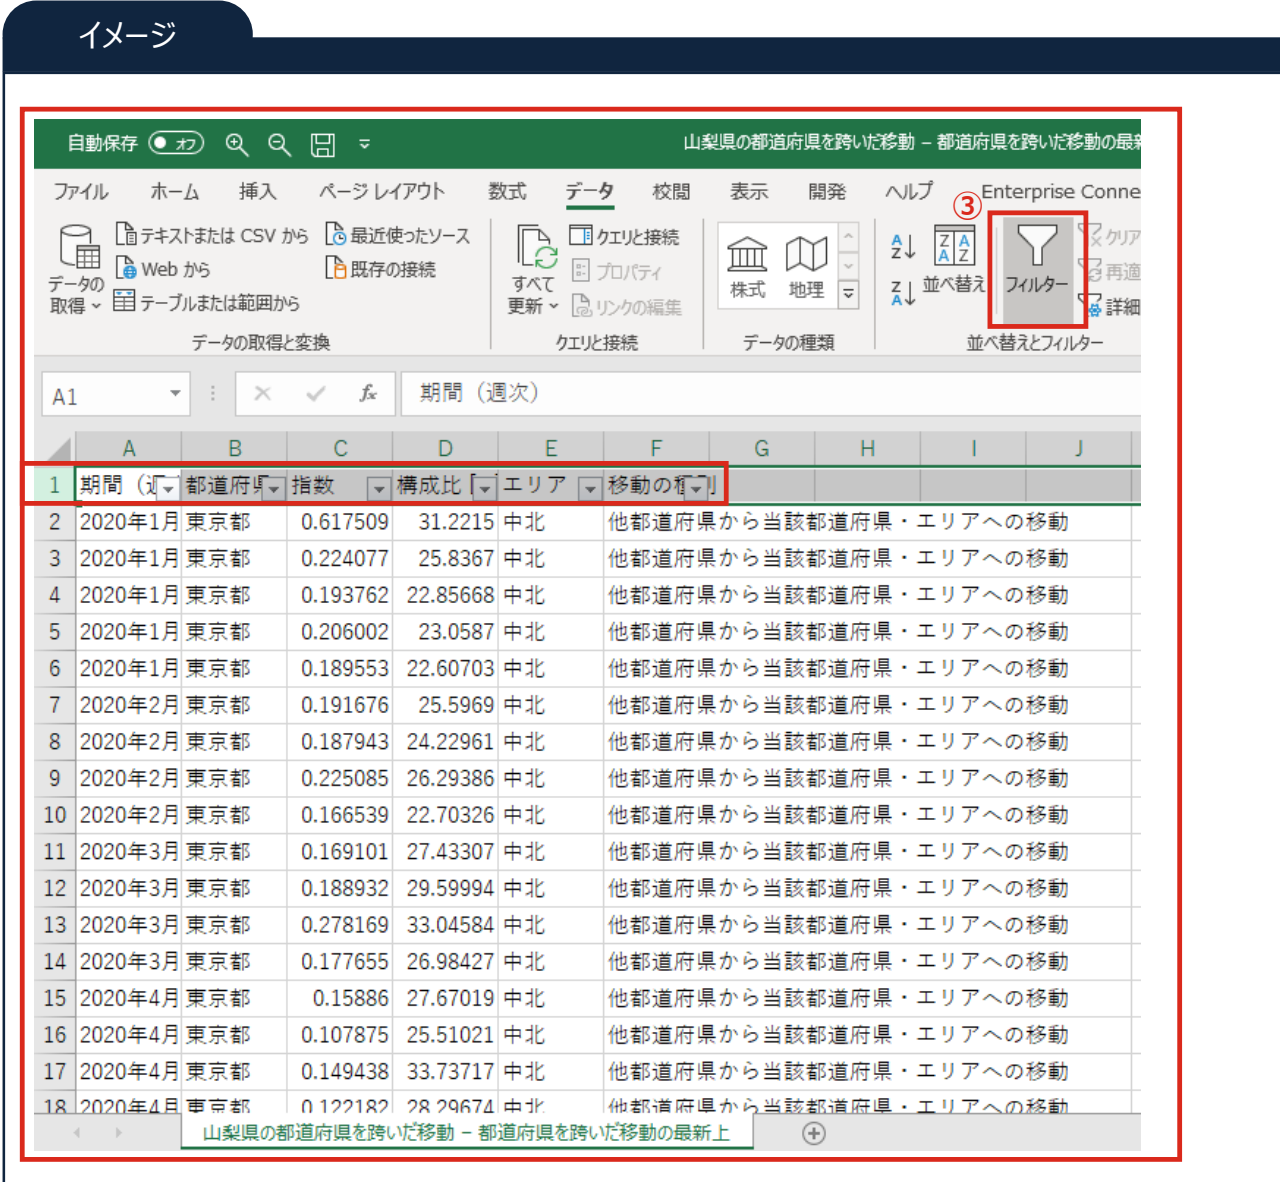 イメージ
自動保存 オフ 山梨県の都道府県を跨いだ移動 – 都道府県を跨いだ移動の最
ファイル ホーム 挿入 ページ レイアウト 数式 データ 校閲 表示 開発 ヘルプ Enterprise Conne
③
データの取得
テキストまたは CSV から
Web から
テーブルまたは範囲から
最近使ったソース
既存の接続
データの取得と変換
すべて更新
クエリと接続
プロパティ
リンクの編集
クエリと接続
株式 地理
データの種類
並べ替え
フィルター
クリア
再適
詳細
並べ替えとフィルター
A1 fx 期間（週次）
A B C D E F G H I J
1 期間（週 都道府県 指数 構成比 [ エリア 移動の種別
2 2020年1月 東京都 0.617509 31.2215 中北 他都道府県から当該都道府県・エリアへの移動
3 2020年1月 東京都 0.224077 25.8367 中北 他都道府県から当該都道府県・エリアへの移動
4 2020年1月 東京都 0.193762 22.85668 中北 他都道府県から当該都道府県・エリアへの移動
5 2020年1月 東京都 0.206002 23.0587 中北 他都道府県から当該都道府県・エリアへの移動
6 2020年1月 東京都 0.189553 22.60703 中北 他都道府県から当該都道府県・エリアへの移動
7 2020年2月 東京都 0.191676 25.5969 中北 他都道府県から当該都道府県・エリアへの移動
8 2020年2月 東京都 0.187943 24.22961 中北 他都道府県から当該都道府県・エリアへの移動
9 2020年2月 東京都 0.225085 26.29386 中北 他都道府県から当該都道府県・エリアへの移動
10 2020年2月 東京都 0.166539 22.70326 中北 他都道府県から当該都道府県・エリアへの移動
11 2020年3月 東京都 0.169101 27.43307 中北 他都道府県から当該都道府県・エリアへの移動
12 2020年3月 東京都 0.188932 29.59994 中北 他都道府県から当該都道府県・エリアへの移動
13 2020年3月 東京都 0.278169 33.04584 中北 他都道府県から当該都道府県・エリアへの移動
14 2020年3月 東京都 0.177655 26.98427 中北 他都道府県から当該都道府県・エリアへの移動
15 2020年4月 東京都 0.15886 27.67019 中北 他都道府県から当該都道府県・エリアへの移動
16 2020年4月 東京都 0.107875 25.51021 中北 他都道府県から当該都道府県・エリアへの移動
17 2020年4月 東京都 0.149438 33.73717 中北 他都道府県から当該都道府県・エリアへの移動
18 2020年4月 東京都 0.122182 28.29674 中北 他都道府県から当該都道府県・エリアへの移動
山梨県の都道府県を跨いだ移動 – 都道府県を跨いだ移動の最新上